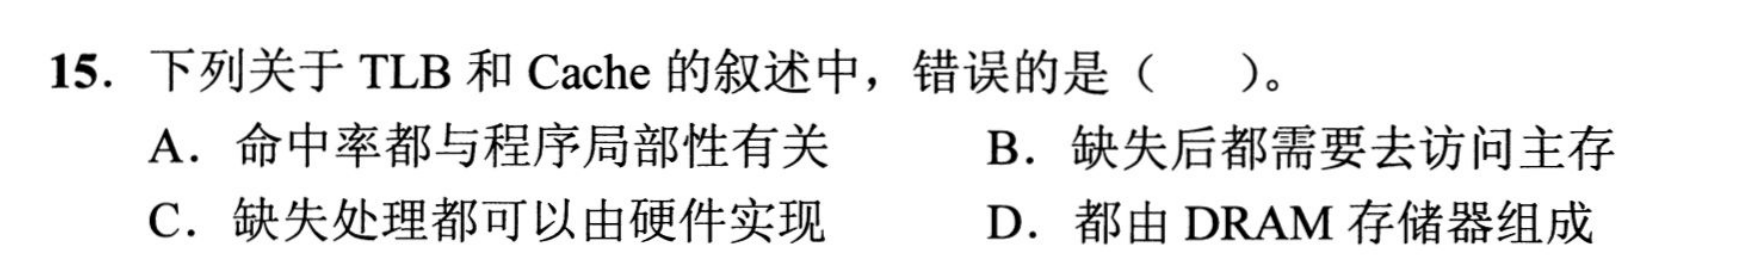 15. 下列关于 TLB 和 Cache 的叙述中，错误的是（ ）。
A. 命中率都与程序局部性有关 B. 缺失后都需要去访问主存
C. 缺失处理都可以由硬件实现 D. 都由 DRAM 存储器组成